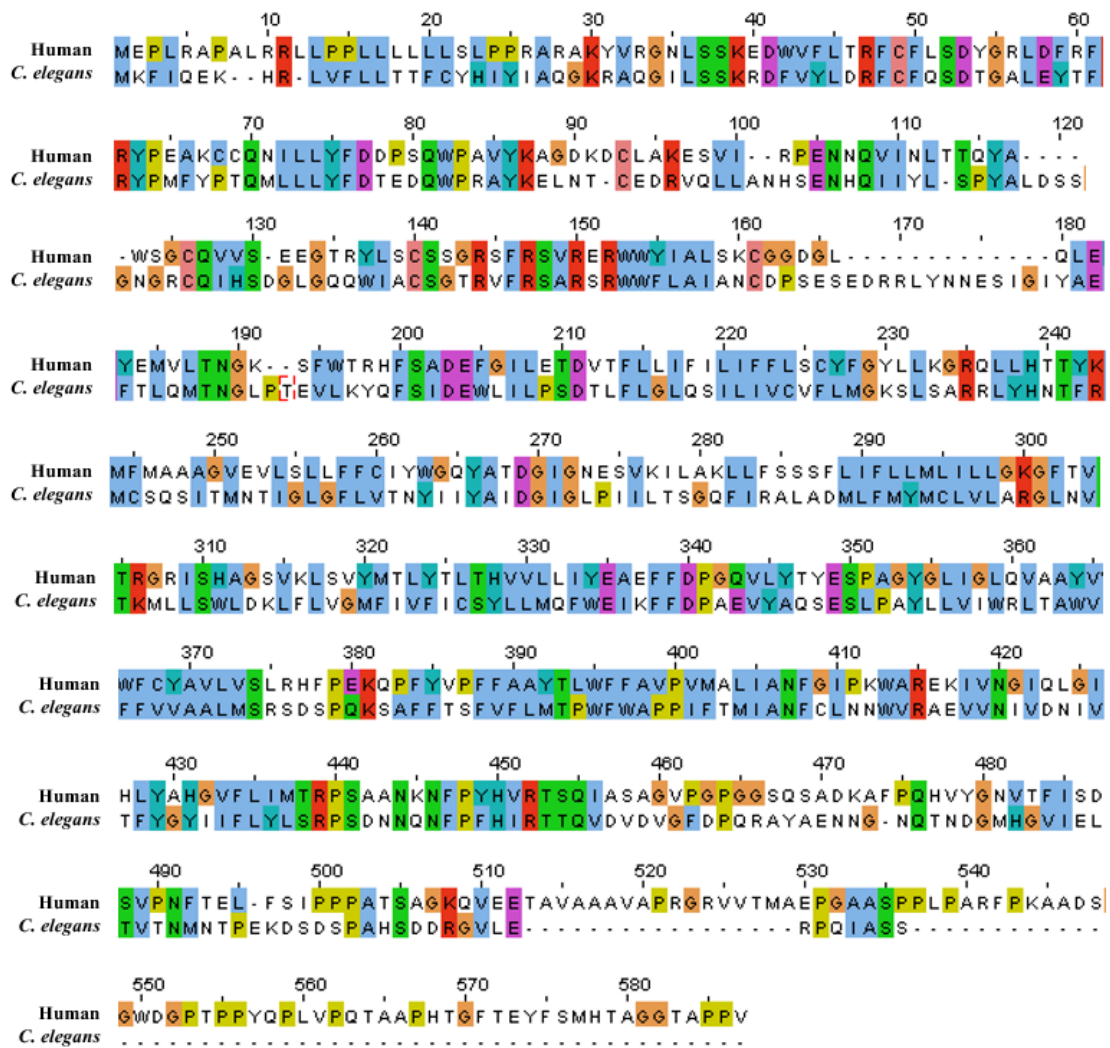 10 20 30 40 50 60
Human MEPLRAPALRRLLPPLLLLLLSLPPRARAKYVRGNLSSKEDWVFLTRFCFLSDYGRLDFRF
C. elegans MKFIQEK--HR-LVFLLTTFCYHIYIAQGKRAQGILSSKRDFVYLDRFCFQSDTGALEYTF
70 80 90 100 110 120
Human RYPEAKCCQNILLYFDDPSQWPAVYKAGDKDCLAKESVI--RPENNQVINLTTQYA----
C. elegans RYPMFYPTQMLLLYFDTEDQWPRAYKELNT-CEDRVQLLANHSENHQIIYL-SPYALDSS
130 140 150 160 170 180
Human -WSGCQVVS-EEGTRYLSCSSGRSFRSVRERWWYIALSKCGGDGL------------QLE
C. elegans GNGRCQIHSDGLGQQWIACSGTRVFRSARSRWWFLAIANCDPSESEDRRLYNNESIGIYAE
190 200 210 220 230 240
Human YEMVLTNGK--SFWTRHFSADEFGILETDVTFLLIFILIFFLSCYFGYLLKGRQLLHTTYK
C. elegans FTLQMTNGLPTEVLKYQFSIDEWLILPSDTLFLGLQSILIVCVFLMGKSLSARRLYHNTFR
250 260 270 280 290 300
Human MFMAAAGVEVLSLLFFCIYWGQYATDGIGNESVKILAKLLFSSSFLIFLLMLILLGKGFTV
C. elegans MCSQSITMNTIGLGFLVTNYIIYAIDGIGLPIILTSGQFIRALADMLFMYMCLVLARGLNV
310 320 330 340 350 360
Human TRGRISHAGSVKLSVYMTLYTLTHVVLLIYEAEFFDPGQVLYTYESPAGYGLIGLQVAAYV
C. elegans TKMLLSWLDKLFLVGMFIVFICSYLLMQFWEIKFFDPAEVYAQSESLPAYLLVIWRLTAWV
370 380 390 400 410 420
Human WFCYAVLVSLRHFPEKQPFYVPFFAAYTLWFFAVPVMALIANFGIPKWAREKIVNGIQLGI
C. elegans FFVVAALMSRSDSPQKSAFFTSFVFLMTPWFWAPPIFTMIANFCLNNWVRAEVVNIVDNIV
430 440 450 460 470 480
Human HLYAHGVFLIMTRPSAANKNFPYHVRTSQIASAGVPGPGGSQSADKAFPQHVYGNVTFISD
C. elegans TFYGYIIFLYLSRPSDNNQNFPFHIRTTQVDVDVGFDPQRAYAENNG-NQTNDGMHGVIEL
490 500 510 520 530 540
Human SVPNFTEL-FSIPPPATSAGKQVEETAVAAAVAPRGRVVTMAEPGAASPPLPARFPKAADS
C. elegans TVTNMNTPEKDSDSPAHSDDRGVLE-----------------RPQIASS------------
550 560 570 580
Human GWDGPTPPYQPLVPQTAAPHTGFTEYFSMHTAGGTAPPV
C. elegans ---------------------------------------